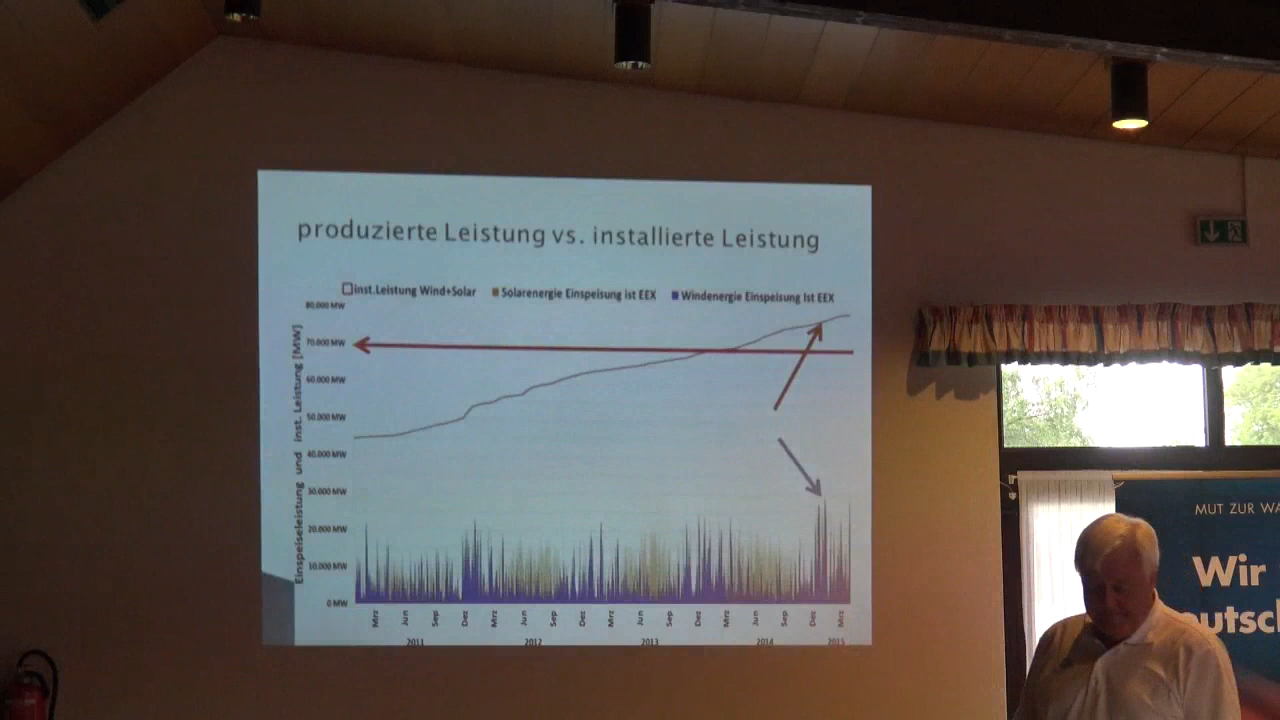 produzierte Leistung vs. installierte Leistung
inst.Leistung Wind+Solar
Solarenergie Einspeisung Ist EEX
Windenergie Einspeisung Ist EEX
Einspeiseleistung und inst. Leistung [MW]
80.000 MW
70.000 MW
60.000 MW
50.000 MW
40.000 MW
30.000 MW
20.000 MW
10.000 MW
0 MW
Mrz Jun Sep Dez Mrz Jun Sep Dez Mrz Jun Sep Dez Mrz Jun Sep Dez Mrz
2011 2012 2013 2014 2015
MUT ZUR WA
Wir
utsc